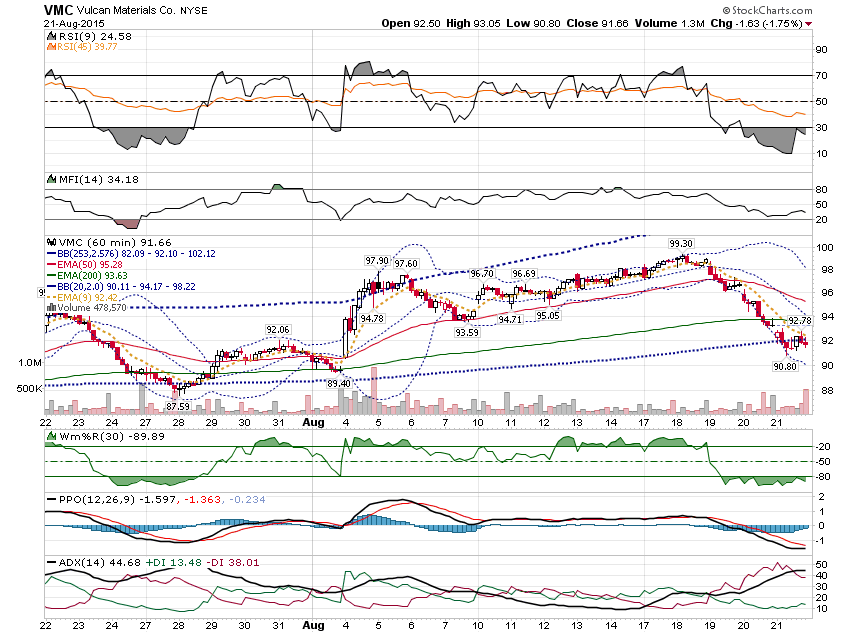 VMC Vulcan Materials Co. NYSE
© StockCharts.com
21-Aug-2015
Open 92.50 High 93.05 Low 90.80 Close 91.66 Volume 1.3M Chg -1.63 (-1.75%)
RSI(9) 24.58
RSI(45) 39.77
90
70
50
30
10
MFI(14) 34.18
80
50
20
VMC (60 min) 91.66
BB(253,2.576) 82.09 - 92.10 - 102.12
EMA(50) 95.28
EMA(200) 93.63
BB(20,2.0) 90.11 - 94.17 - 98.22
EMA(9) 92.42
Volume 478,570
99.30
97.90
97.60
96.70
96.69
94.78
94.71
95.05
93.59
92.78
92.06
90.80
89.40
87.59
100
98
96
94
92
90
88
1.0M
500K
22 23 24 27 28 29 30 31 Aug 4 5 6 7 10 11 12 13 14 17 18 19 20 21
Wm%R(30) -89.89
-20
-50
-80
PPO(12,26,9) -1.597, -1.363, -0.234
2
1
0
-1
ADX(14) 44.68 +DI 13.48 -DI 38.01
50
40
30
20
10
22 23 24 27 28 29 30 31 Aug 4 5 6 7 10 11 12 13 14 17 18 19 20 21